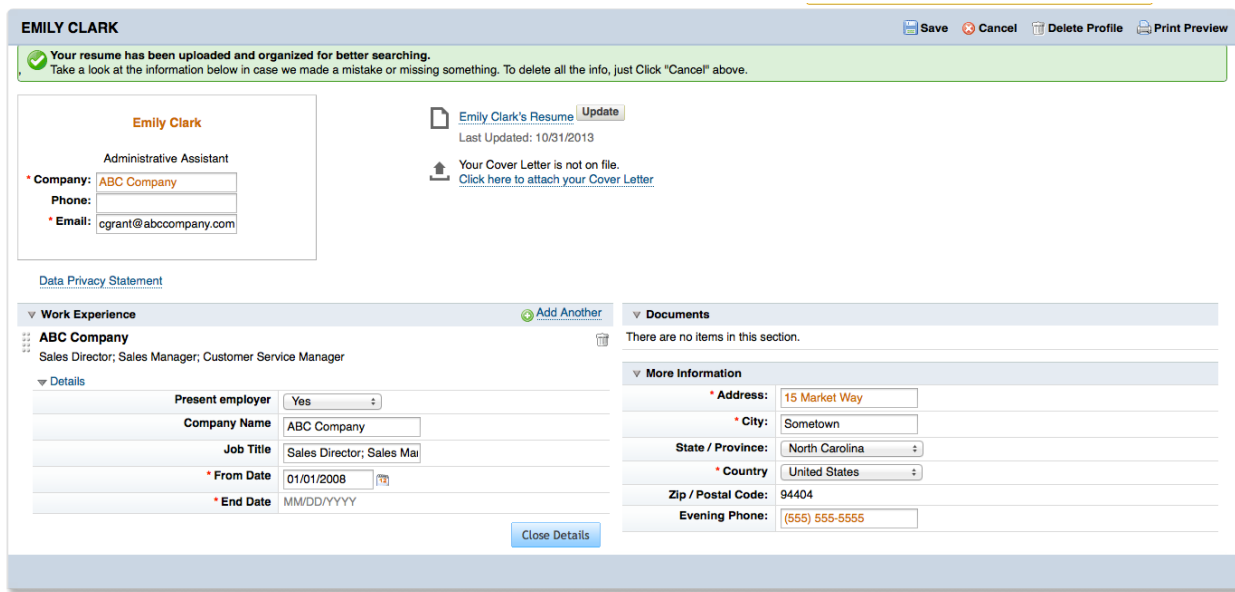 EMILY CLARK
Save Cancel Delete Profile Print Preview
Your resume has been uploaded and organized for better searching.
Take a look at the information below in case we made a mistake or missing something. To delete all the info, just Click "Cancel" above.
Emily Clark
Administrative Assistant
* Company: ABC Company
Phone:
* Email: cgrant@abccompany.com
Emily Clark's Resume Update
Last Updated: 10/31/2013
Your Cover Letter is not on file.
Click here to attach your Cover Letter
Data Privacy Statement
Work Experience Add Another
ABC Company
Sales Director; Sales Manager; Customer Service Manager
Details
Present employer Yes
Company Name ABC Company
Job Title Sales Director; Sales Mai
* From Date 01/01/2008
* End Date MM/DD/YYYY
Close Details
Documents
There are no items in this section.
More Information
* Address: 15 Market Way
* City: Sometown
State / Province: North Carolina
* Country United States
Zip / Postal Code: 94404
Evening Phone: (555) 555-5555